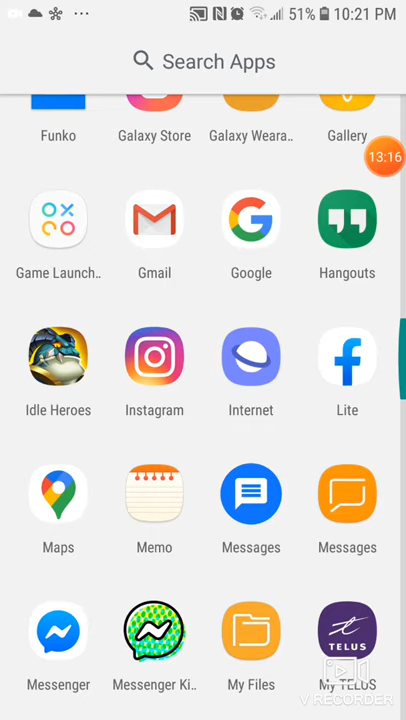 51% 10:21 PM
Search Apps
Funko
Galaxy Store
Galaxy Weara..
Gallery
13:16
Game Launch..
Gmail
Google
Hangouts
Idle Heroes
Instagram
Internet
Lite
Maps
Memo
Messages
Messages
Messenger
Messenger Ki..
My Files
TELUS
My TELUS
V RECORDER